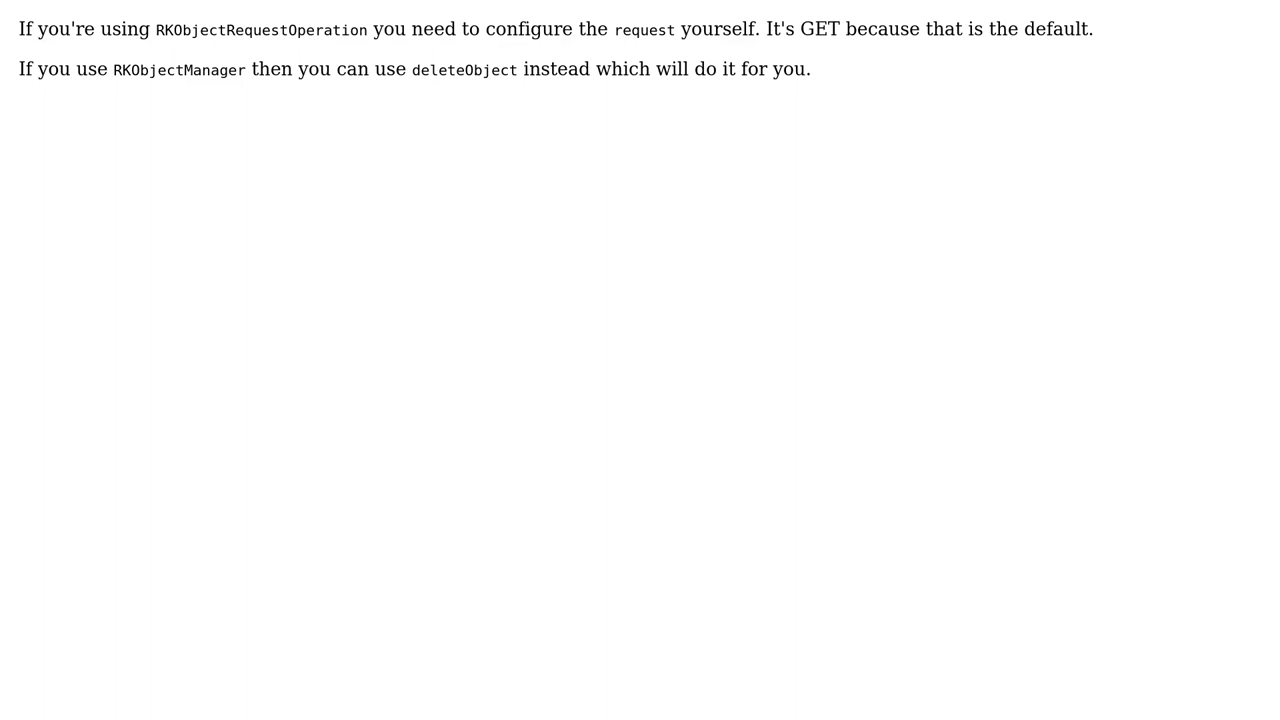 If you're using RKObjectRequestOperation you need to configure the request yourself. It's GET because that is the default.
If you use RKObjectManager then you can use deleteObject instead which will do it for you.